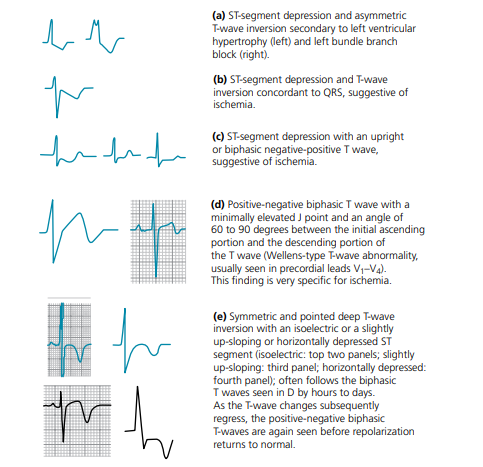 (a) ST-segment depression and asymmetric
T-wave inversion secondary to left ventricular
hypertrophy (left) and left bundle branch
block (right).
(b) ST-segment depression and T-wave
inversion concordant to QRS, suggestive of
ischemia.
(c) ST-segment depression with an upright
or biphasic negative-positive T wave,
suggestive of ischemia.
(d) Positive-negative biphasic T wave with a
minimally elevated J point and an angle of
60 to 90 degrees between the initial ascending
portion and the descending portion of
the T wave (Wellens-type T-wave abnormality,
usually seen in precordial leads V1–V4).
This finding is very specific for ischemia.
(e) Symmetric and pointed deep T-wave
inversion with an isoelectric or a slightly
up-sloping or horizontally depressed ST
segment (isoelectric: top two panels; slightly
up-sloping: third panel; horizontally depressed:
fourth panel); often follows the biphasic
T waves seen in D by hours to days.
As the T-wave changes subsequently
regress, the positive-negative biphasic
T-waves are again seen before repolarization
returns to normal.